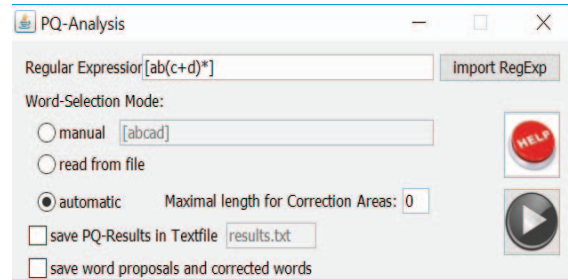 PQ-Analysis
Regular Expression [ab(c+d)*] import RegExp
Word-Selection Mode:
manual [abcad]
HELP
read from file
automatic Maximal length for Correction Areas: 0
save PQ-Results in Textfile results.txt
save word proposals and corrected words